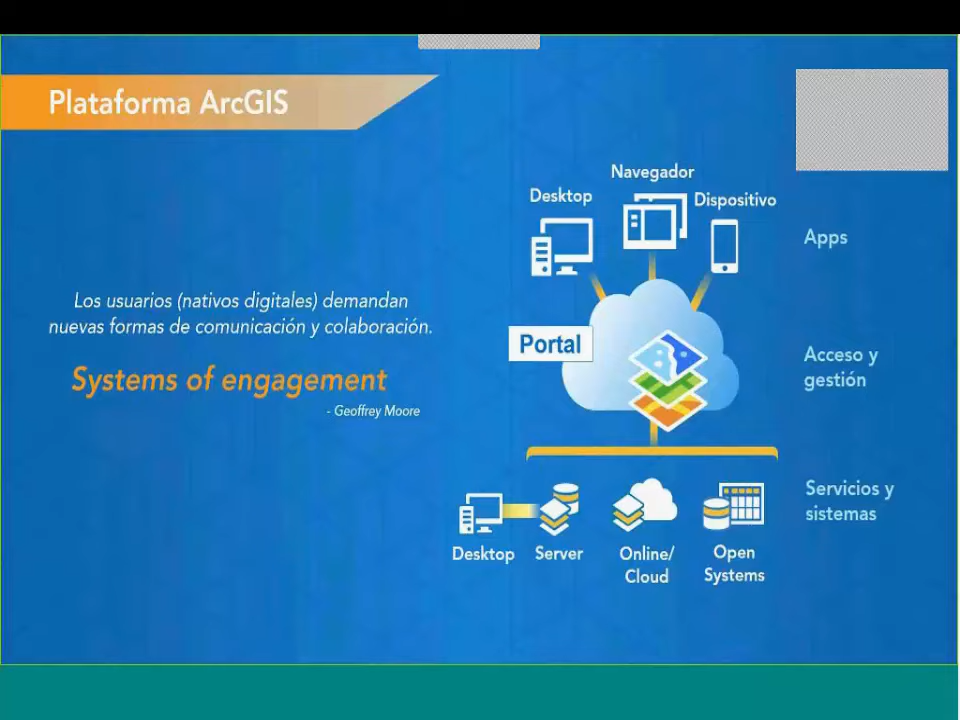 Plataforma ArcGIS
Los usuarios (nativos digitales) demandan
nuevas formas de comunicación y colaboración.
Systems of engagement
- Geoffrey Moore
Navegador
Desktop
Dispositivo
Apps
Portal
Acceso y
gestión
Servicios y
sistemas
Desktop
Server
Online/
Cloud
Open
Systems